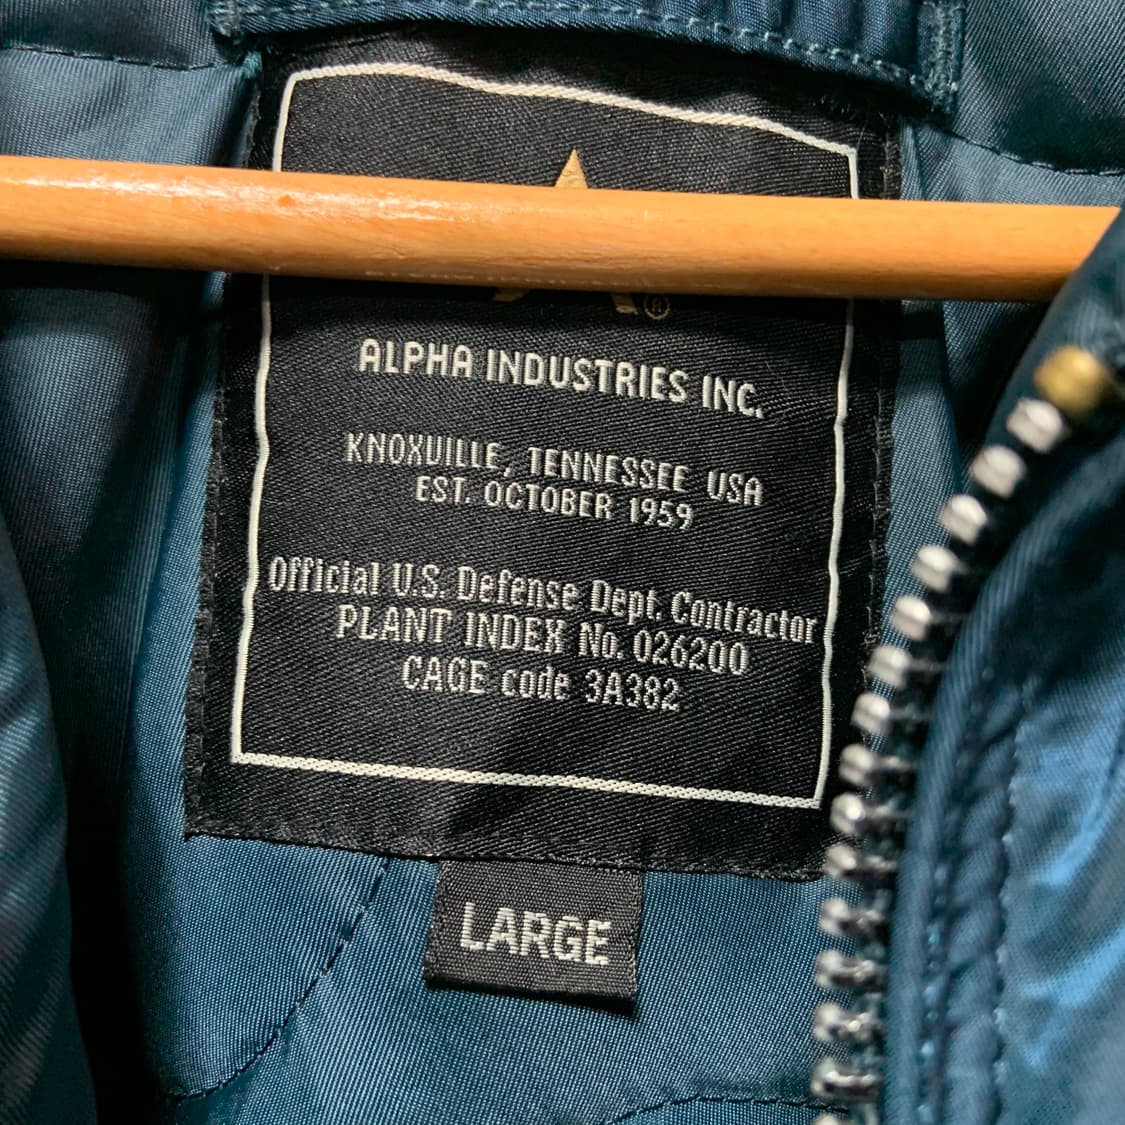 ®
ALPHA INDUSTRIES INC.
KNOXVILLE, TENNESSEE USA
EST. OCTOBER 1959
Official U.S. Defense Dept. Contractor
PLANT INDEX No. 026200
CAGE code 3A382
LARGE